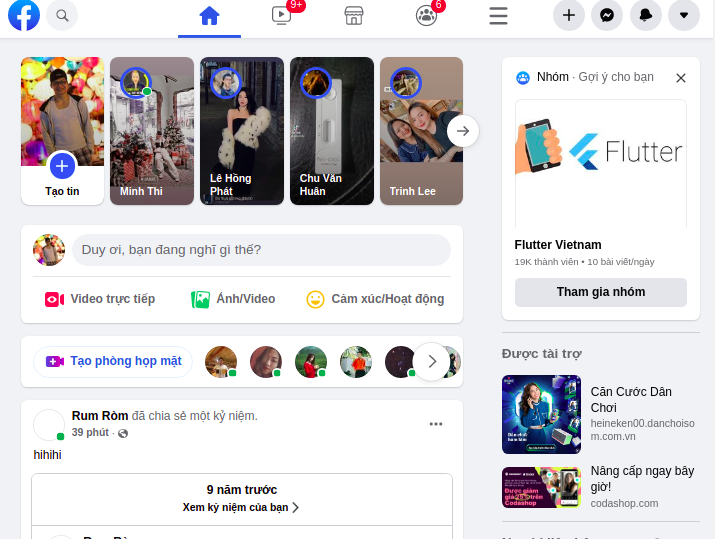 9+
6
Tạo tin
Minh Thi
Lê Hồng
Phát
Chu Văn
Huân
Trinh Lee
Duy ơi, bạn đang nghĩ gì thế?
Video trực tiếp
Ảnh/Video
Cảm xúc/Hoạt động
Tạo phòng họp mặt
Rum Ròm đã chia sẻ một kỷ niệm.
39 phút ·
hihihi
9 năm trước
Xem kỷ niệm của bạn
Nhóm · Gợi ý cho bạn
Flutter
Flutter Vietnam
19K thành viên • 10 bài viết/ngày
Tham gia nhóm
Được tài trợ
Căn Cước Dân
Chơi
heineken00.danchoiso
m.com.vn
Nâng cấp ngay bây
giờ!
codashop.com